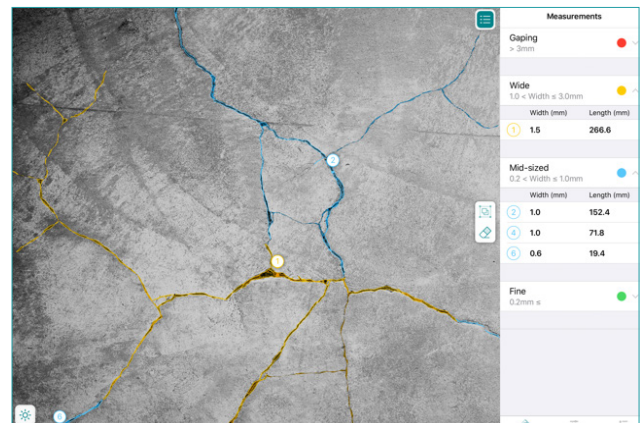 Measurements
Gaping
> 3mm
Wide
1.0 < Width ≤ 3.0mm
Width (mm) Length (mm)
1 1.5 266.6
Mid-sized
0.2 < Width ≤ 1.0mm
Width (mm) Length (mm)
2 1.0 152.4
4 1.0 71.8
6 0.6 19.4
Fine
0.2mm ≤
2
1
6